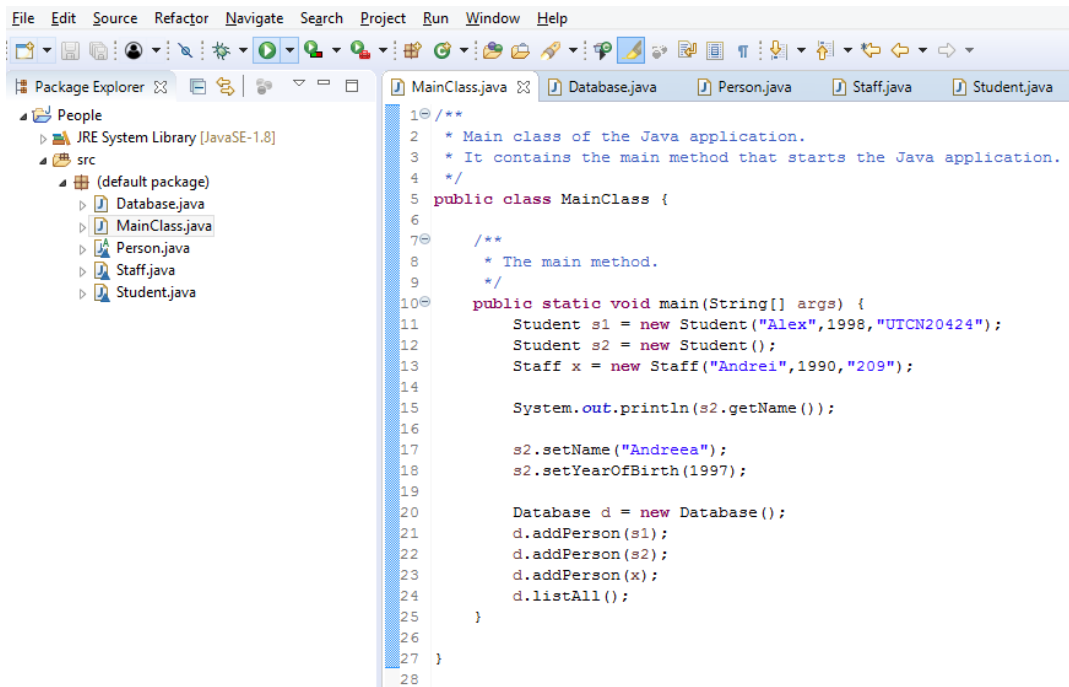 File Edit Source Refactor Navigate Search Project Run Window Help
Package Explorer
People
JRE System Library [JavaSE-1.8]
src
(default package)
Database.java
MainClass.java
Person.java
Staff.java
Student.java
MainClass.java Database.java Person.java Staff.java Student.java
1 /**
2 * Main class of the Java application.
3 * It contains the main method that starts the Java application.
4 */
5 public class MainClass {
6
7 /**
8 * The main method.
9 */
10 public static void main(String[] args) {
11 Student s1 = new Student("Alex",1998,"UTCN20424");
12 Student s2 = new Student();
13 Staff x = new Staff("Andrei",1990,"209");
14
15 System.out.println(s2.getName());
16
17 s2.setName("Andreea");
18 s2.setYearOfBirth(1997);
19
20 Database d = new Database();
21 d.addPerson(s1);
22 d.addPerson(s2);
23 d.addPerson(x);
24 d.listAll();
25 }
26
27 }
28